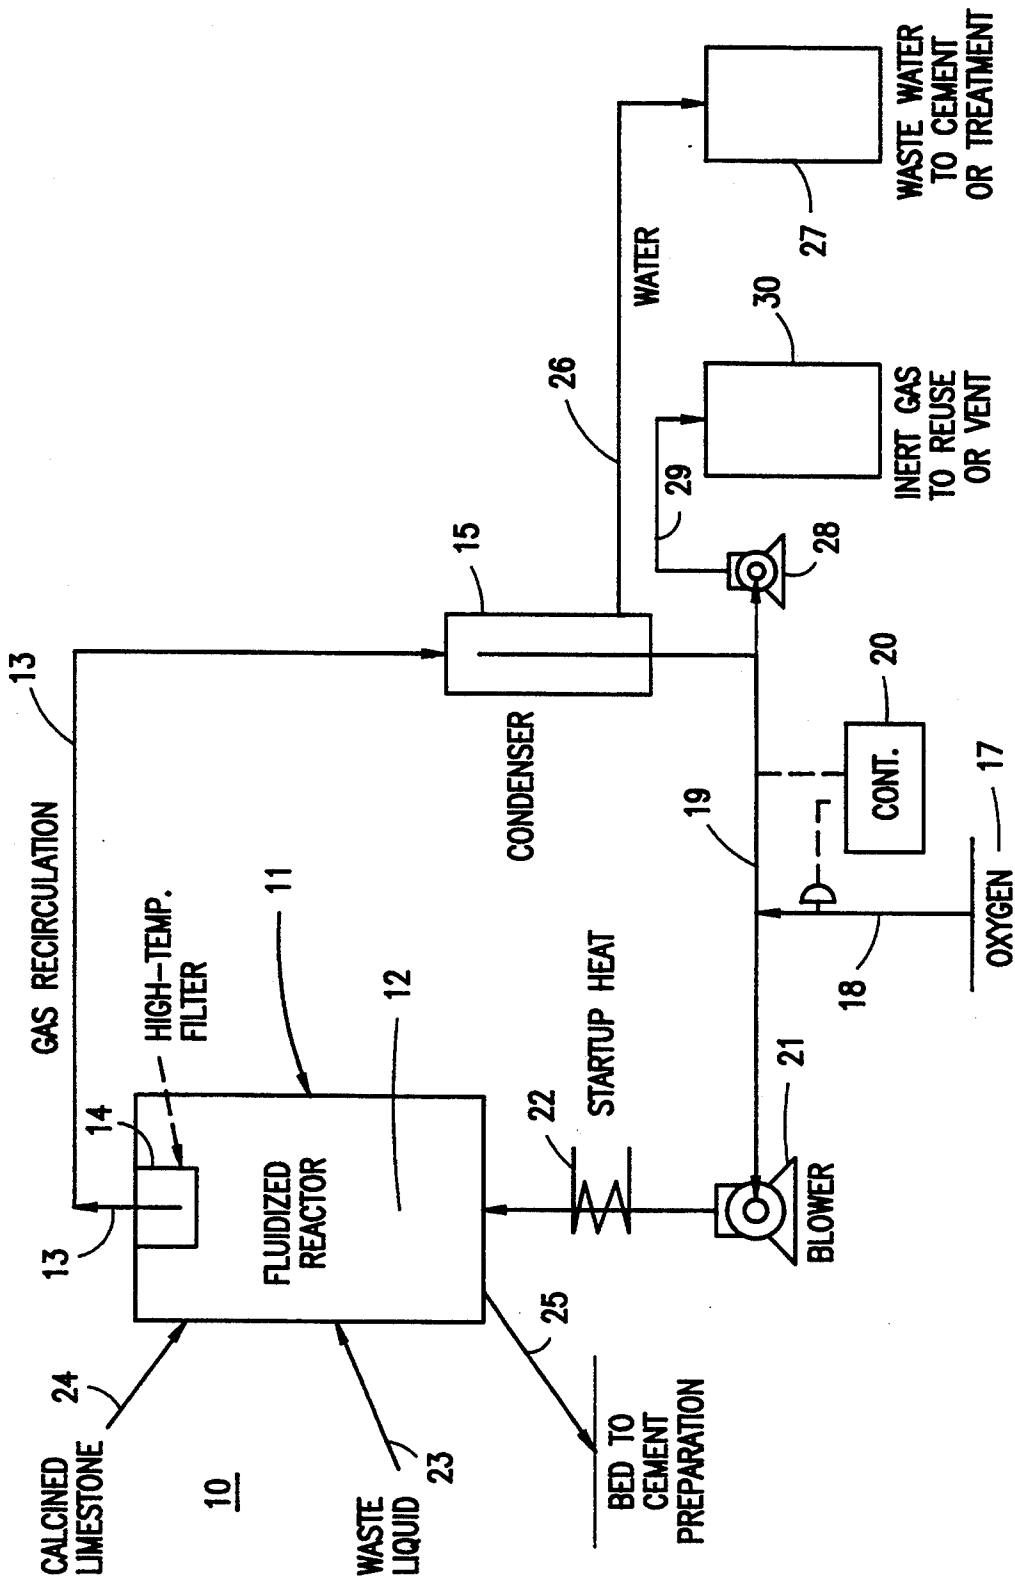 13
GAS RECIRCULATION
13
14
HIGH-TEMP.
FILTER
11
FLUIDIZED
REACTOR
12
CALCINED
LIMESTONE
24
10
WASTE
LIQUID
23
25
BED TO
CEMENT
PREPARATION
22
STARTUP HEAT
21
BLOWER
CONDENSER
15
19
18
OXYGEN
17
CONT.
20
28
29
26
WATER
30
INERT GAS
TO REUSE
OR VENT
27
WASTE WATER
TO CEMENT
OR TREATMENT